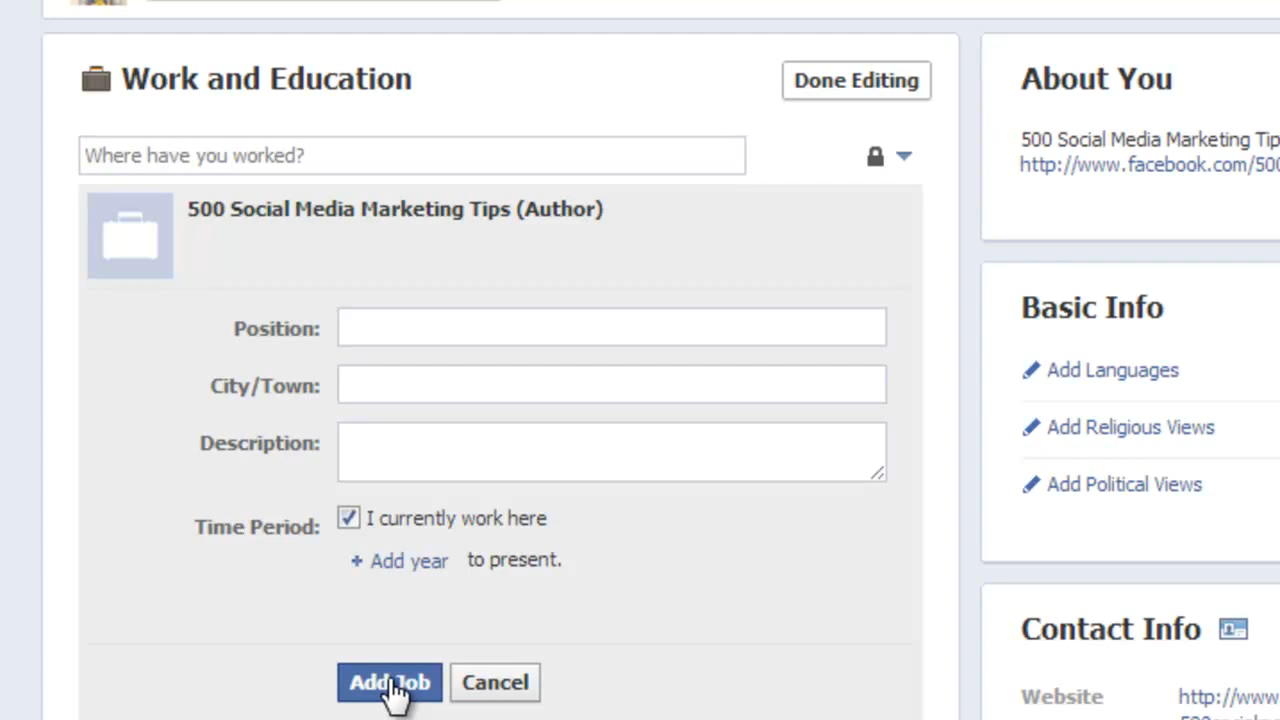 Work and Education
Done Editing
Where have you worked?
500 Social Media Marketing Tips (Author)
Position:
City/Town:
Description:
Time Period:
I currently work here
+ Add year to present.
Add Job
Cancel
About You
500 Social Media Marketing
http://www.facebook.com/500
Basic Info
Add Languages
Add Religious Views
Add Political Views
Contact Info
Website
http://www.